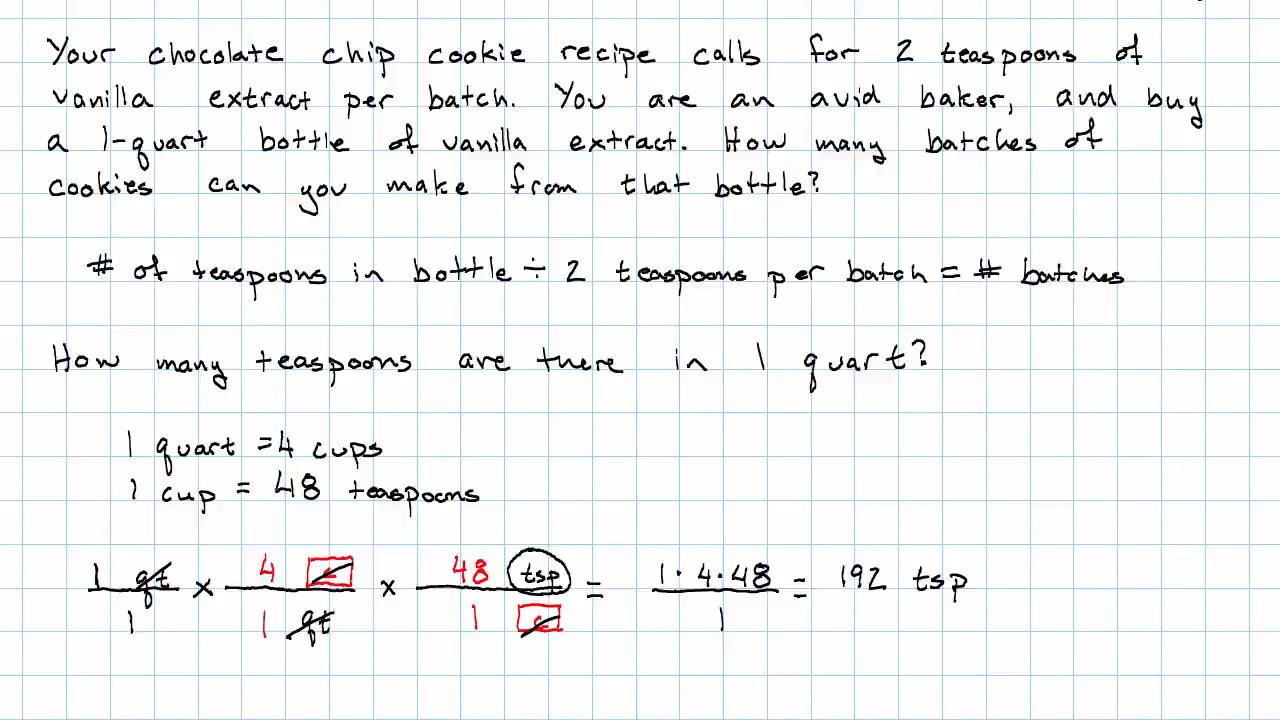 Your chocolate chip cookie recipe calls for 2 teaspoons of
vanilla extract per batch. You are an avid baker, and buy
a 1-quart bottle of vanilla extract. How many batches of
cookies can you make from that bottle?
# of teaspoons in bottle ÷ 2 teaspoons per batch = # batches
How many teaspoons are there in 1 quart?
1 quart = 4 cups
1 cup = 48 teaspoons
1 qt / 1 × 4 c / 1 qt × 48 tsp / 1 c = 1·4·48 / 1 = 192 tsp